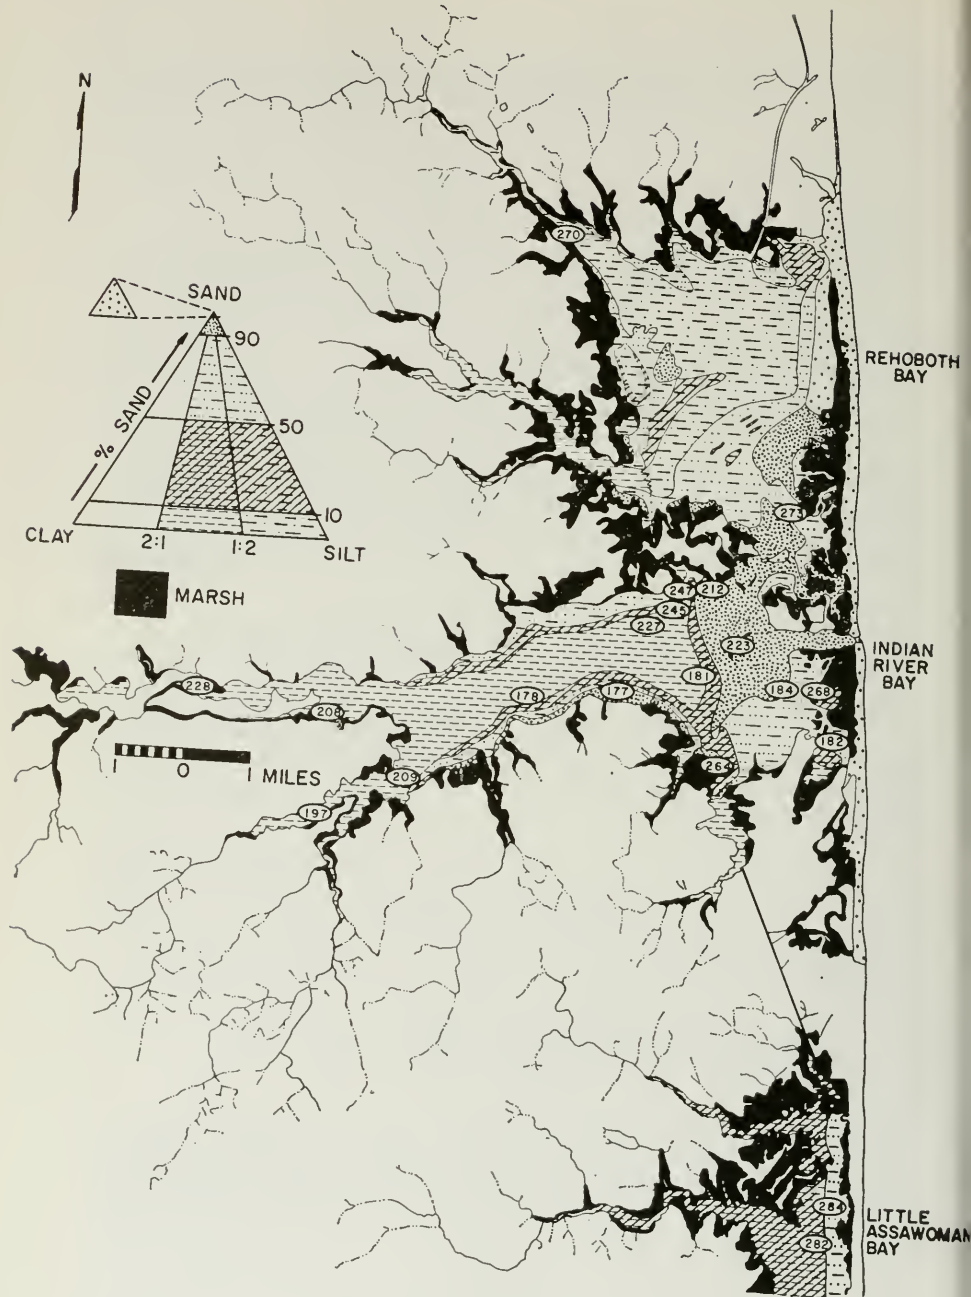 N
270
SAND
90
REHOBOTH
BAY
% SAND
50
10
CLAY
2:1
1:2
SILT
273
MARSH
247
212
245
227
223
INDIAN
RIVER
BAY
181
228
178
177
184
268
208
182
1 0 1 MILES
209
264
197
284
LITTLE
ASSAWOMAN
BAY
282